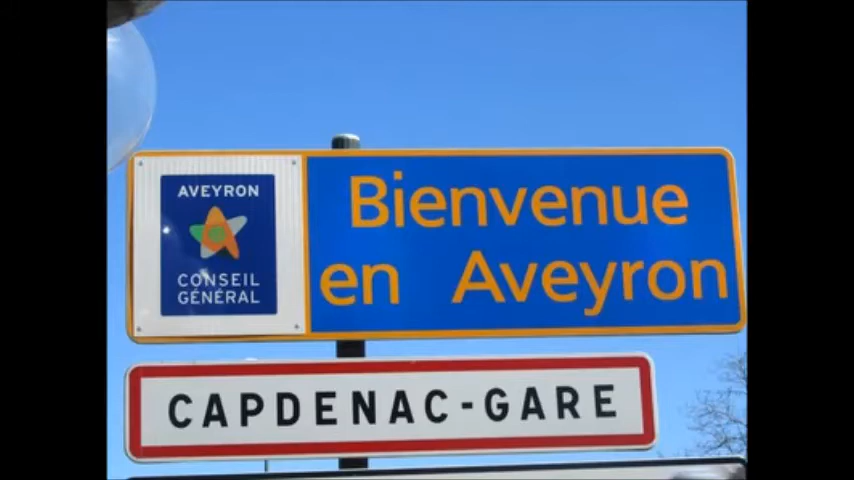 AVEYRON
CONSEIL
GÉNÉRAL
Bienvenue
en Aveyron
CAPDENAC-GARE